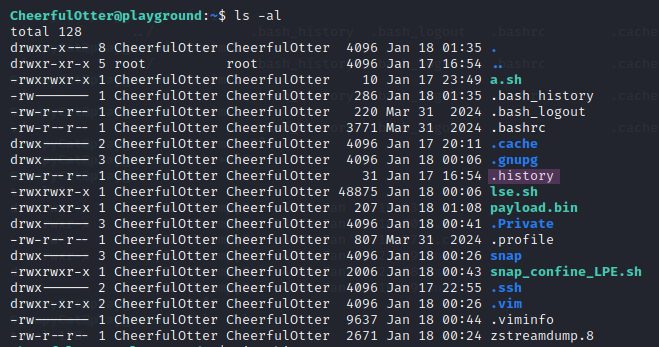 CheerfulOtter@playground:~$ ls -al
total 128
drwxr-x--- 8 CheerfulOtter CheerfulOtter 4096 Jan 18 01:35 .
drwxr-xr-x 5 root root 4096 Jan 17 16:54 ..
-rwxrwxr-x 1 CheerfulOtter CheerfulOtter 10 Jan 17 23:49 a.sh
-rw------- 1 CheerfulOtter CheerfulOtter 286 Jan 18 01:35 .bash_history
-rw-r--r-- 1 CheerfulOtter CheerfulOtter 220 Mar 31 2024 .bash_logout
-rw-r--r-- 1 CheerfulOtter CheerfulOtter 3771 Mar 31 2024 .bashrc
drwx------ 2 CheerfulOtter CheerfulOtter 4096 Jan 17 20:11 .cache
drwx------ 3 CheerfulOtter CheerfulOtter 4096 Jan 18 00:06 .gnupg
-rw-r--r-- 1 CheerfulOtter CheerfulOtter 31 Jan 17 16:54 .history
-rwxrwxr-x 1 CheerfulOtter CheerfulOtter 48875 Jan 18 00:06 lse.sh
-rwxr-xr-x 1 CheerfulOtter CheerfulOtter 207 Jan 18 01:08 payload.bin
drwx------ 3 CheerfulOtter CheerfulOtter 4096 Jan 18 00:41 .Private
-rw-r--r-- 1 CheerfulOtter CheerfulOtter 807 Mar 31 2024 .profile
drwx------ 3 CheerfulOtter CheerfulOtter 4096 Jan 18 00:26 snap
-rwxrwxr-x 1 CheerfulOtter CheerfulOtter 2006 Jan 18 00:43 snap_confine_LPE.sh
drwx------ 2 CheerfulOtter CheerfulOtter 4096 Jan 17 22:55 .ssh
drwxr-xr-x 2 CheerfulOtter CheerfulOtter 4096 Jan 18 00:26 .vim
-rw------- 1 CheerfulOtter CheerfulOtter 9637 Jan 18 00:44 .viminfo
-rw-r--r-- 1 CheerfulOtter CheerfulOtter 2671 Jan 18 00:24 zstreamdump.8